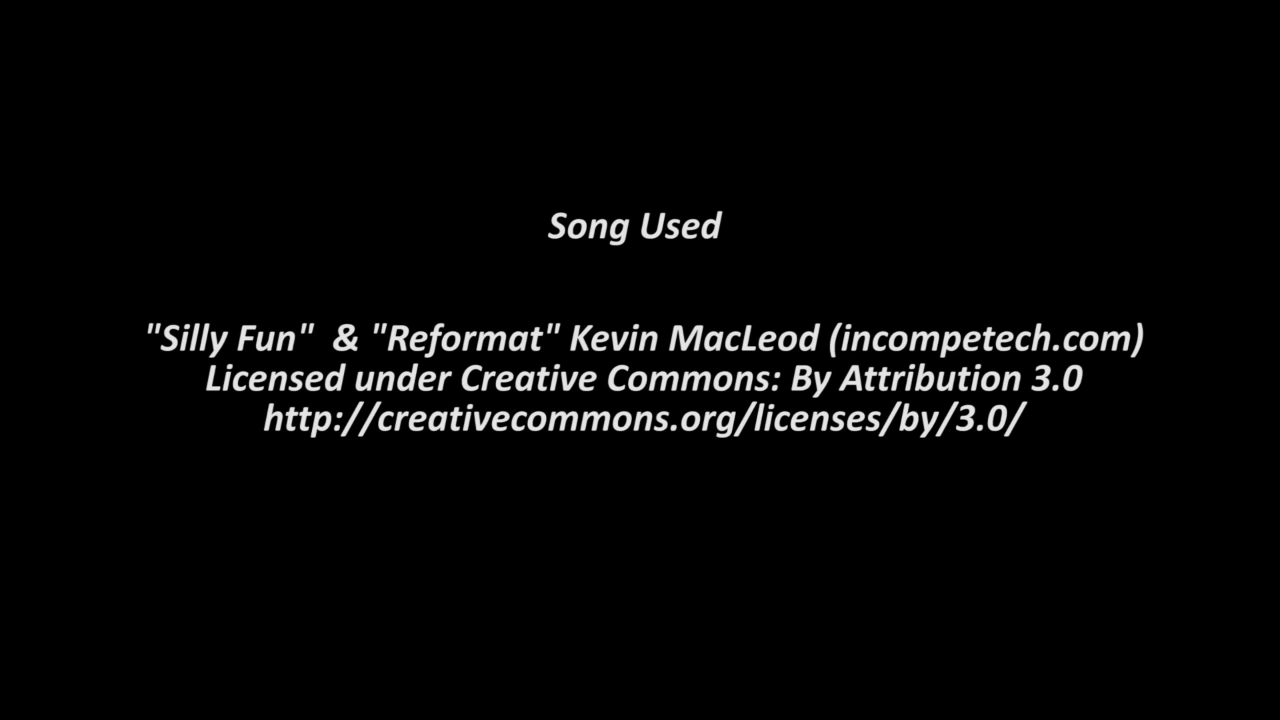 Song Used
"Silly Fun"  & "Reformat" Kevin MacLeod (incompetech.com)
Licensed under Creative Commons: By Attribution 3.0
http://creativecommons.org/licenses/by/3.0/